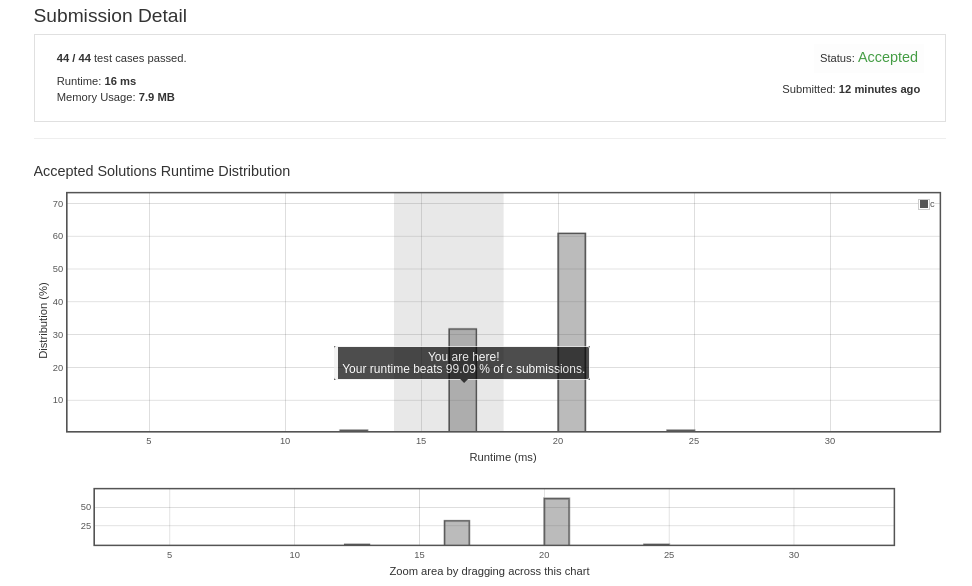 Submission Detail
44 / 44 test cases passed.
Status: Accepted
Runtime: 16 ms
Memory Usage: 7.9 MB
Submitted: 12 minutes ago
Accepted Solutions Runtime Distribution
70
60
50
40
30
20
10
Distribution (%)
c
You are here!
Your runtime beats 99.09 % of c submissions.
5 10 15 20 25 30
Runtime (ms)
50
25
5 10 15 20 25 30
Zoom area by dragging across this chart